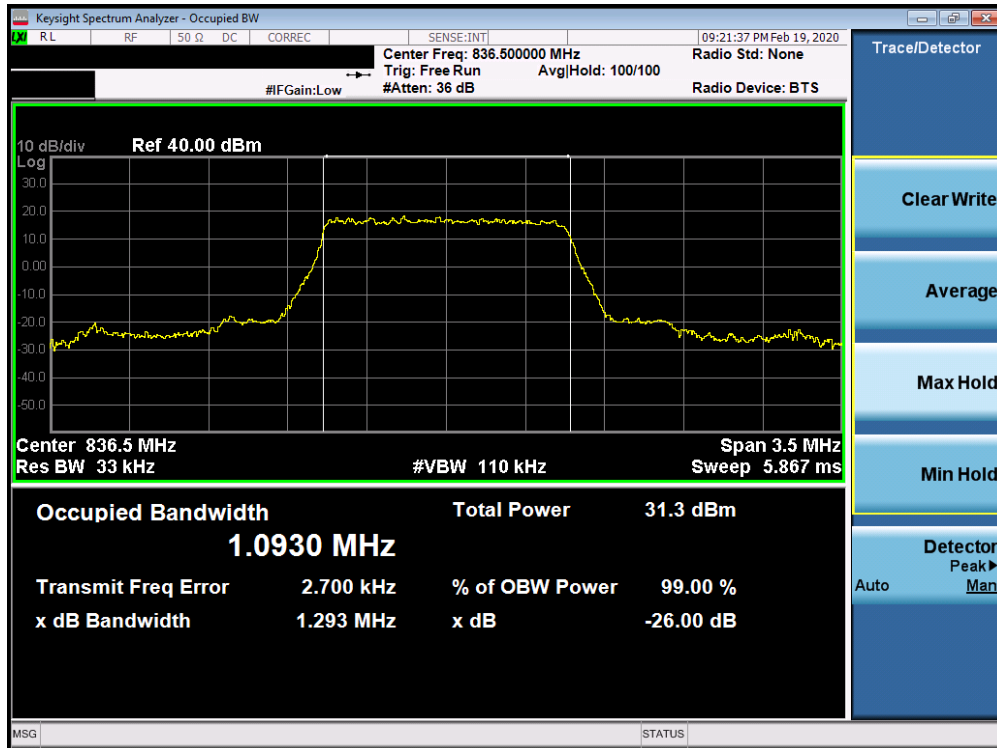 Keysight Spectrum Analyzer - Occupied BW
LXI RL RF 50 Ω DC CORREC SENSE:INT 09:21:37 PM Feb 19, 2020
Center Freq: 836.500000 MHz Radio Std: None
Trig: Free Run Avg|Hold: 100/100
#IFGain:Low #Atten: 36 dB Radio Device: BTS
10 dB/div Ref 40.00 dBm
Log
30.0
20.0
10.0
0.00
-10.0
-20.0
-30.0
-40.0
-50.0
Center 836.5 MHz Span 3.5 MHz
Res BW 33 kHz #VBW 110 kHz Sweep 5.867 ms
Occupied Bandwidth Total Power 31.3 dBm
1.0930 MHz
Transmit Freq Error 2.700 kHz % of OBW Power 99.00 %
x dB Bandwidth 1.293 MHz x dB -26.00 dB
MSG STATUS
Trace/Detector
Clear Write
Average
Max Hold
Min Hold
Detector
Peak▶
Auto Man